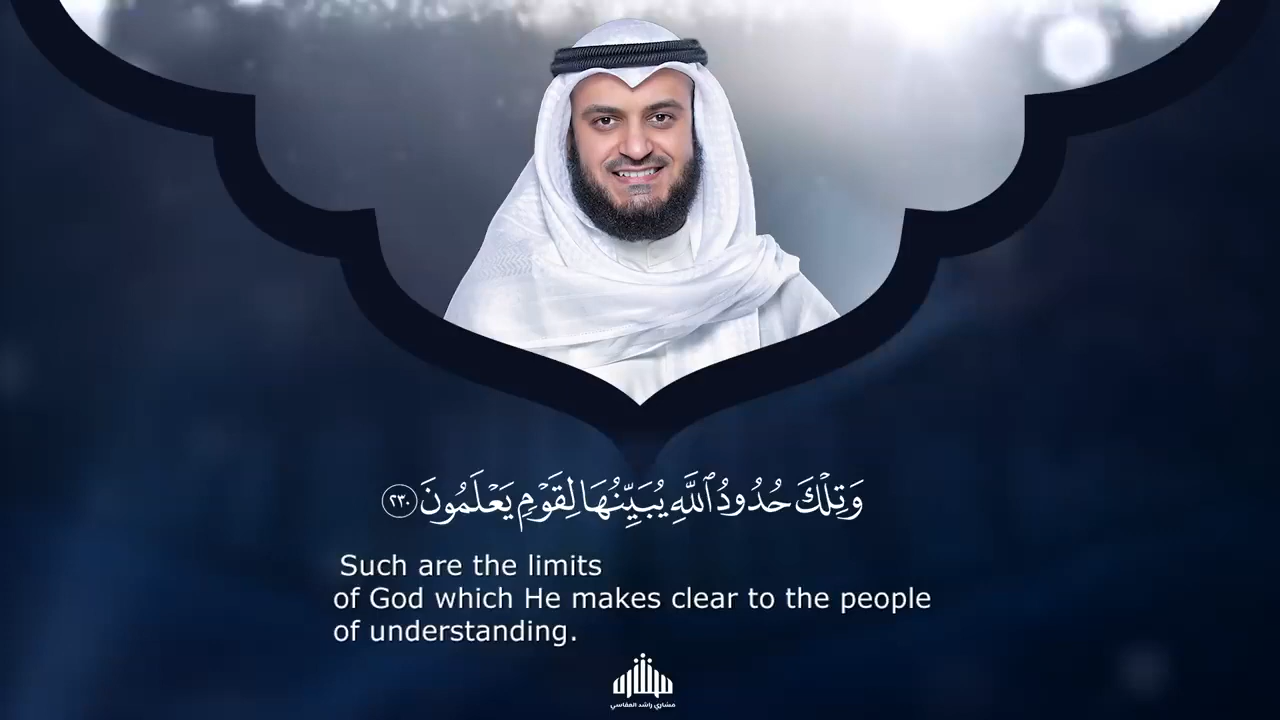 وَتِلْكَ حُدُودُ ٱللَّهِ يُبَيِّنُهَا لِقَوْمٍ يَعْلَمُونَ ٢٣٠
Such are the limits
of God which He makes clear to the people
of understanding.
مشاري راشد العفاسي